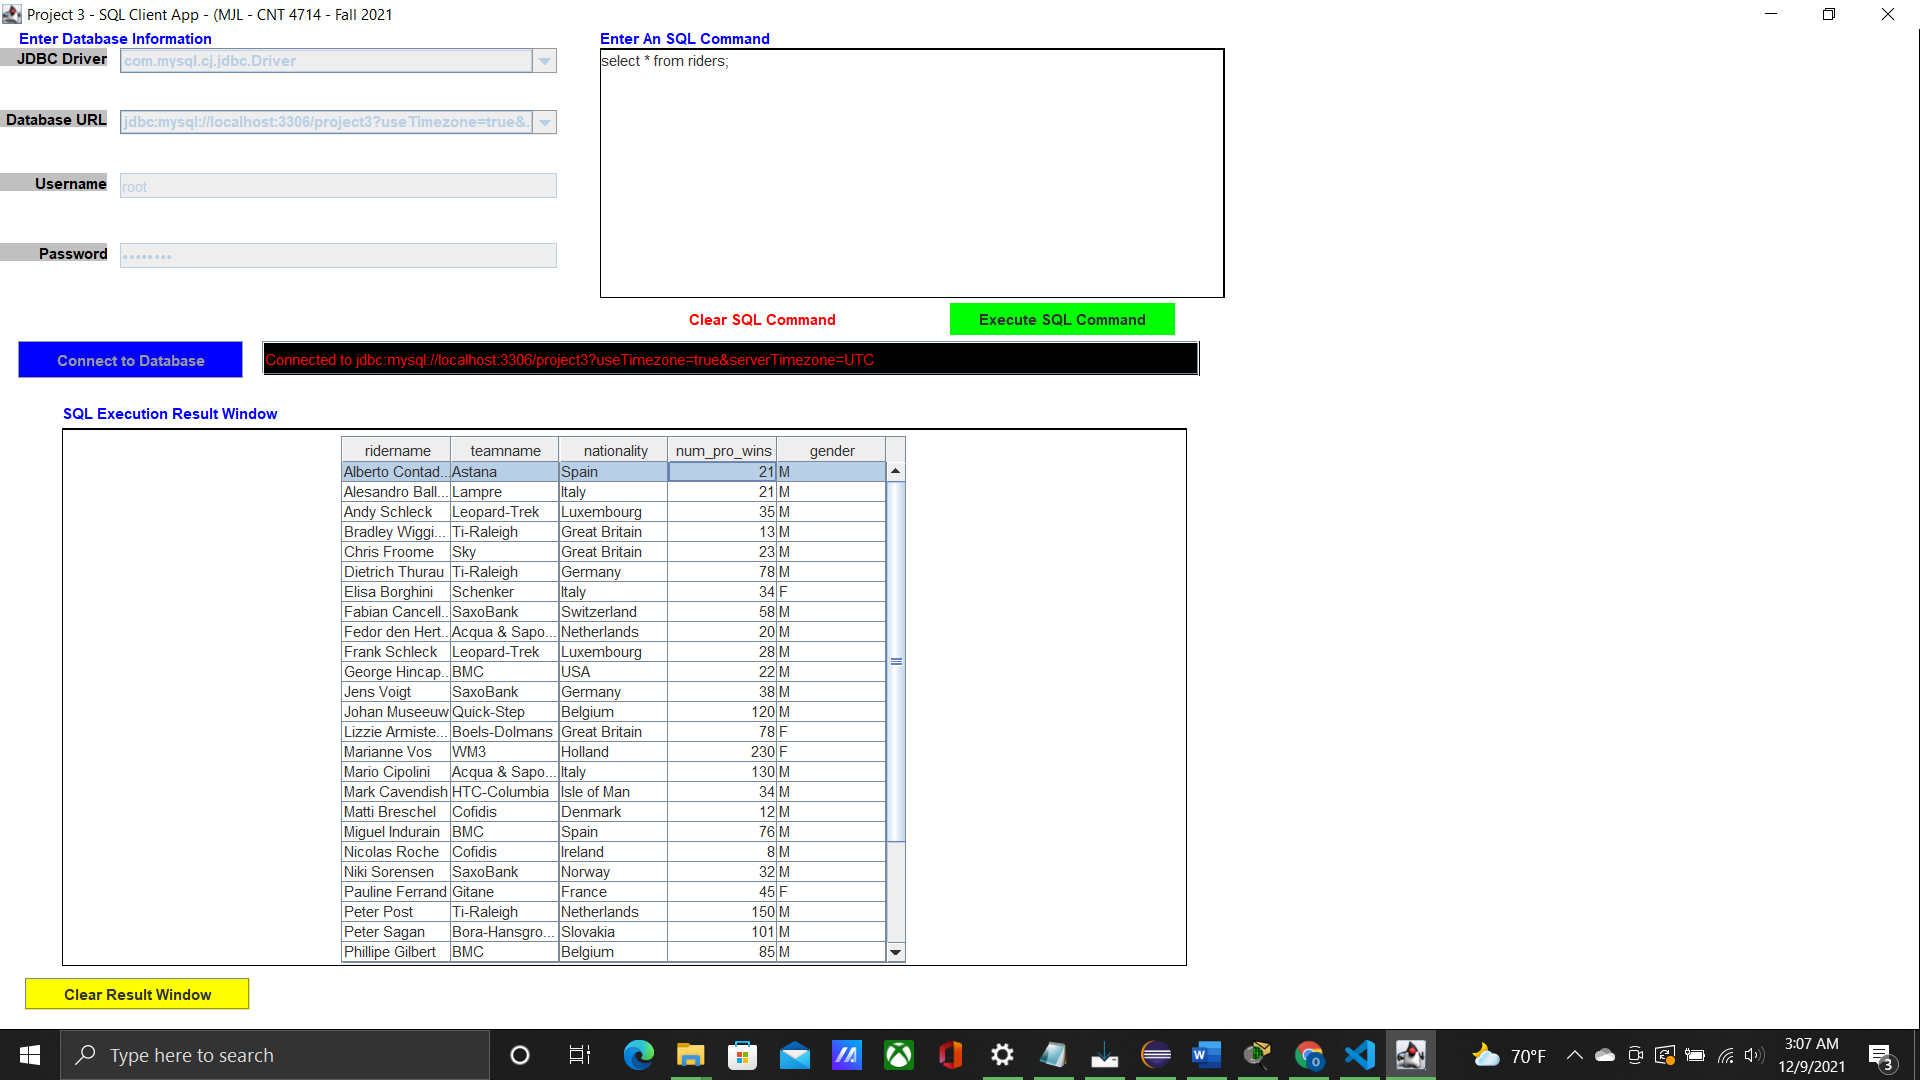 Project 3 - SQL Client App - (MJL - CNT 4714 - Fall 2021
Enter Database Information
JDBC Driver com.mysql.cj.jdbc.Driver
Database URL jdbc:mysql://localhost:3306/project3?useTimezone=true&..
Username root
Password ••••••••
Enter An SQL Command
select * from riders;
Clear SQL Command Execute SQL Command
Connect to Database Connected to jdbc:mysql://localhost:3306/project3?useTimezone=true&serverTimezone=UTC
SQL Execution Result Window
ridername teamname nationality num_pro_wins gender
Alberto Contad... Astana Spain 21 M
Alesandro Ball... Lampre Italy 21 M
Andy Schleck Leopard-Trek Luxembourg 35 M
Bradley Wiggi... Ti-Raleigh Great Britain 13 M
Chris Froome Sky Great Britain 23 M
Dietrich Thurau Ti-Raleigh Germany 78 M
Elisa Borghini Schenker Italy 34 F
Fabian Cancell... SaxoBank Switzerland 58 M
Fedor den Hert... Acqua & Sapo... Netherlands 20 M
Frank Schleck Leopard-Trek Luxembourg 28 M
George Hincap... BMC USA 22 M
Jens Voigt SaxoBank Germany 38 M
Johan Museeuw Quick-Step Belgium 120 M
Lizzie Armiste... Boels-Dolmans Great Britain 78 F
Marianne Vos WM3 Holland 230 F
Mario Cipolini Acqua & Sapo... Italy 130 M
Mark Cavendish HTC-Columbia Isle of Man 34 M
Matti Breschel Cofidis Denmark 12 M
Miguel Indurain BMC Spain 76 M
Nicolas Roche Cofidis Ireland 8 M
Niki Sorensen SaxoBank Norway 32 M
Pauline Ferrand Gitane France 45 F
Peter Post Ti-Raleigh Netherlands 150 M
Peter Sagan Bora-Hansgro... Slovakia 101 M
Phillipe Gilbert BMC Belgium 85 M
Clear Result Window
Type here to search
70°F
3:07 AM
12/9/2021
3